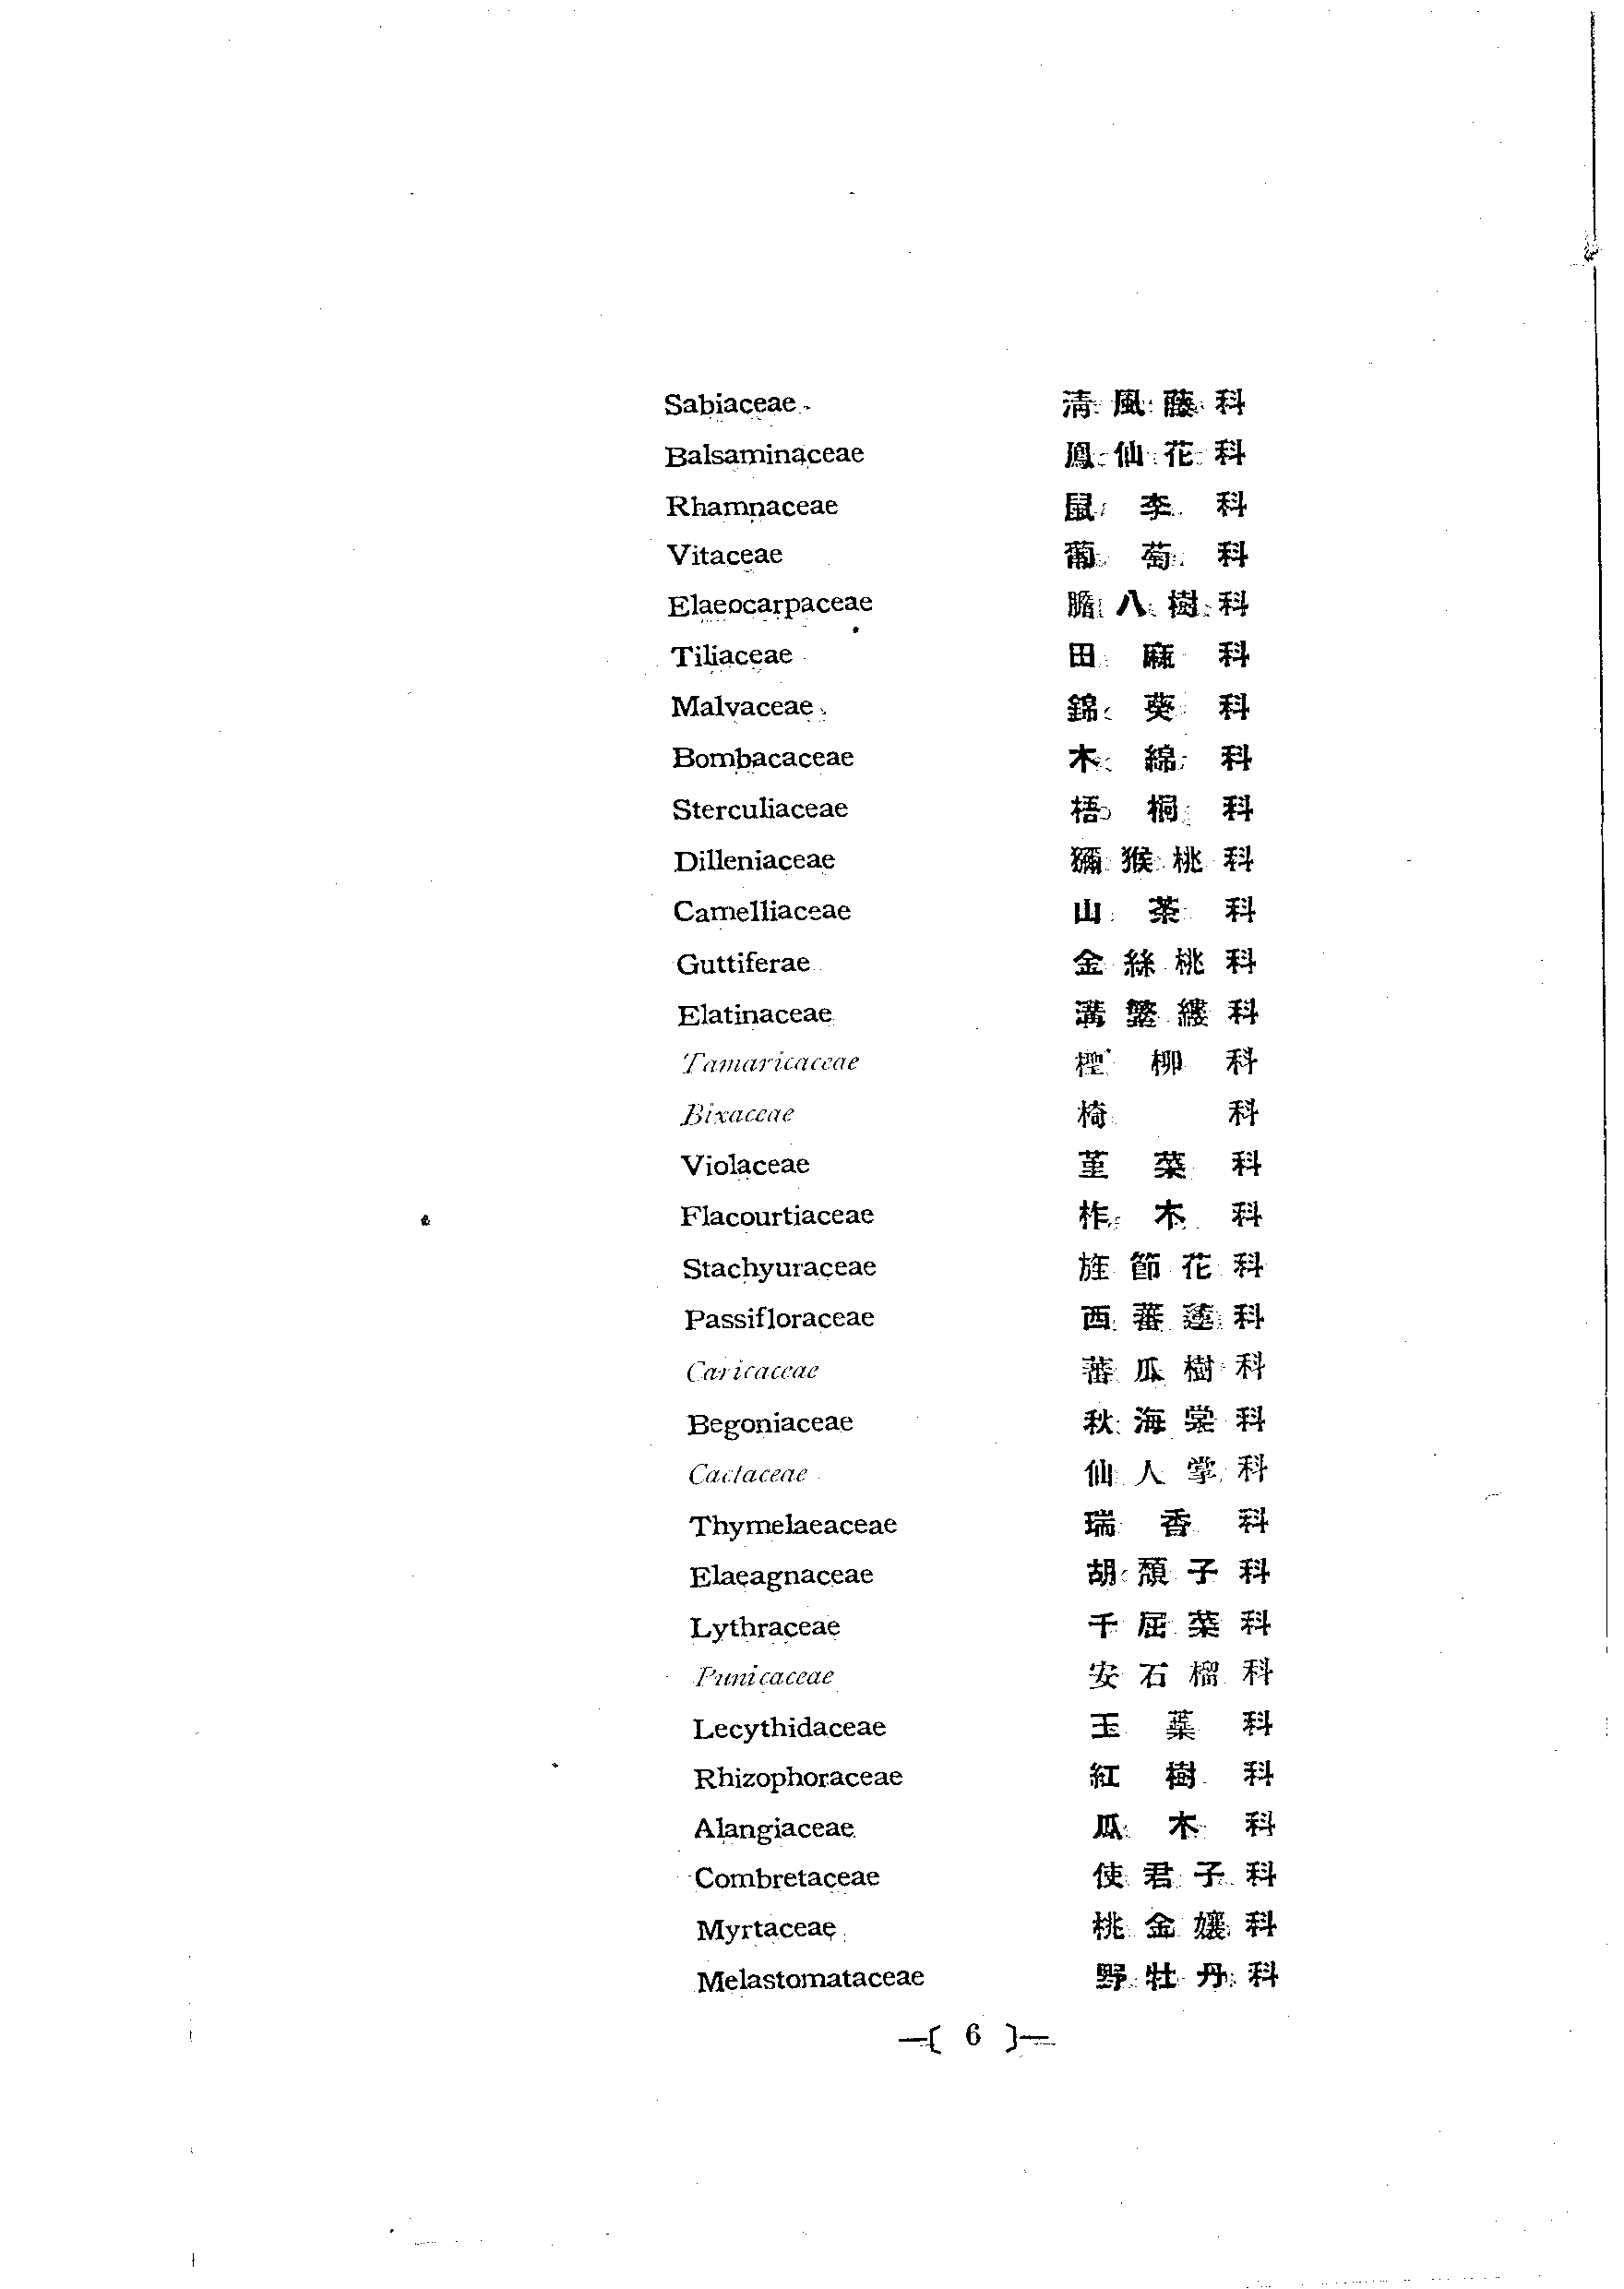 Sabiaceae 清風藤科
Balsaminaceae 鳳仙花科
Rhamnaceae 鼠李科
Vitaceae 葡萄科
Elaeocarpaceae 膽八樹科
Tiliaceae 田麻科
Malvaceae 錦葵科
Bombacaceae 木綿科
Sterculiaceae 梧桐科
Dilleniaceae 獼猴桃科
Camelliaceae 山茶科
Guttiferae 金絲桃科
Elatinaceae 溝繁縷科
Tamaricaceae 檉柳科
Bixaceae 椅科
Violaceae 堇菜科
Flacourtiaceae 柞木科
Stachyuraceae 旌節花科
Passifloraceae 西蕃蓮科
Caricaceae 蕃瓜樹科
Begoniaceae 秋海棠科
Cactaceae 仙人掌科
Thymelaeaceae 瑞香科
Elaeagnaceae 胡頹子科
Lythraceae 千屈菜科
Punicaceae 安石榴科
Lecythidaceae 玉蕊科
Rhizophoraceae 紅樹科
Alangiaceae 瓜木科
Combretaceae 使君子科
Myrtaceae 桃金孃科
Melastomataceae 野牡丹科
—[ 6 ]—